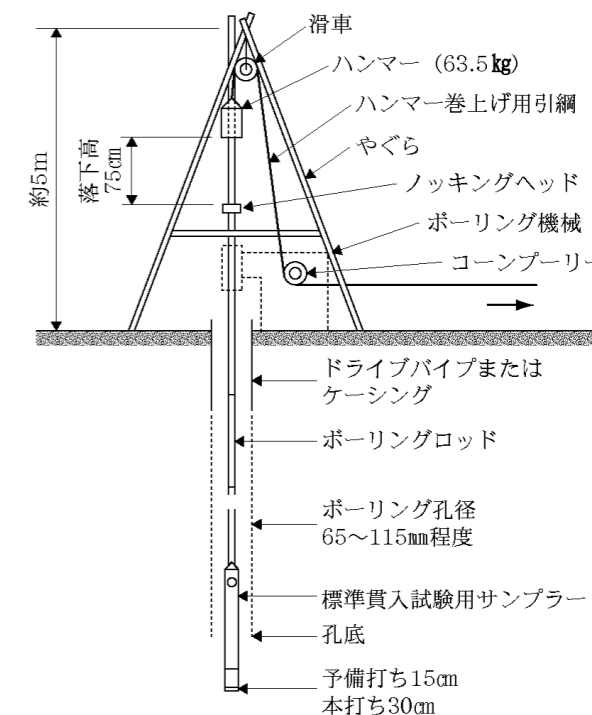 滑車
ハンマー (63.5kg)
ハンマー巻上げ用引綱
やぐら
ノッキングヘッド
ボーリング機械
コーンプーリー
約5m
落下高
75cm
ドライブパイプまたは
ケーシング
ボーリングロッド
ボーリング孔径
65～115mm程度
標準貫入試験用サンプラー
孔底
予備打ち15cm
本打ち30cm